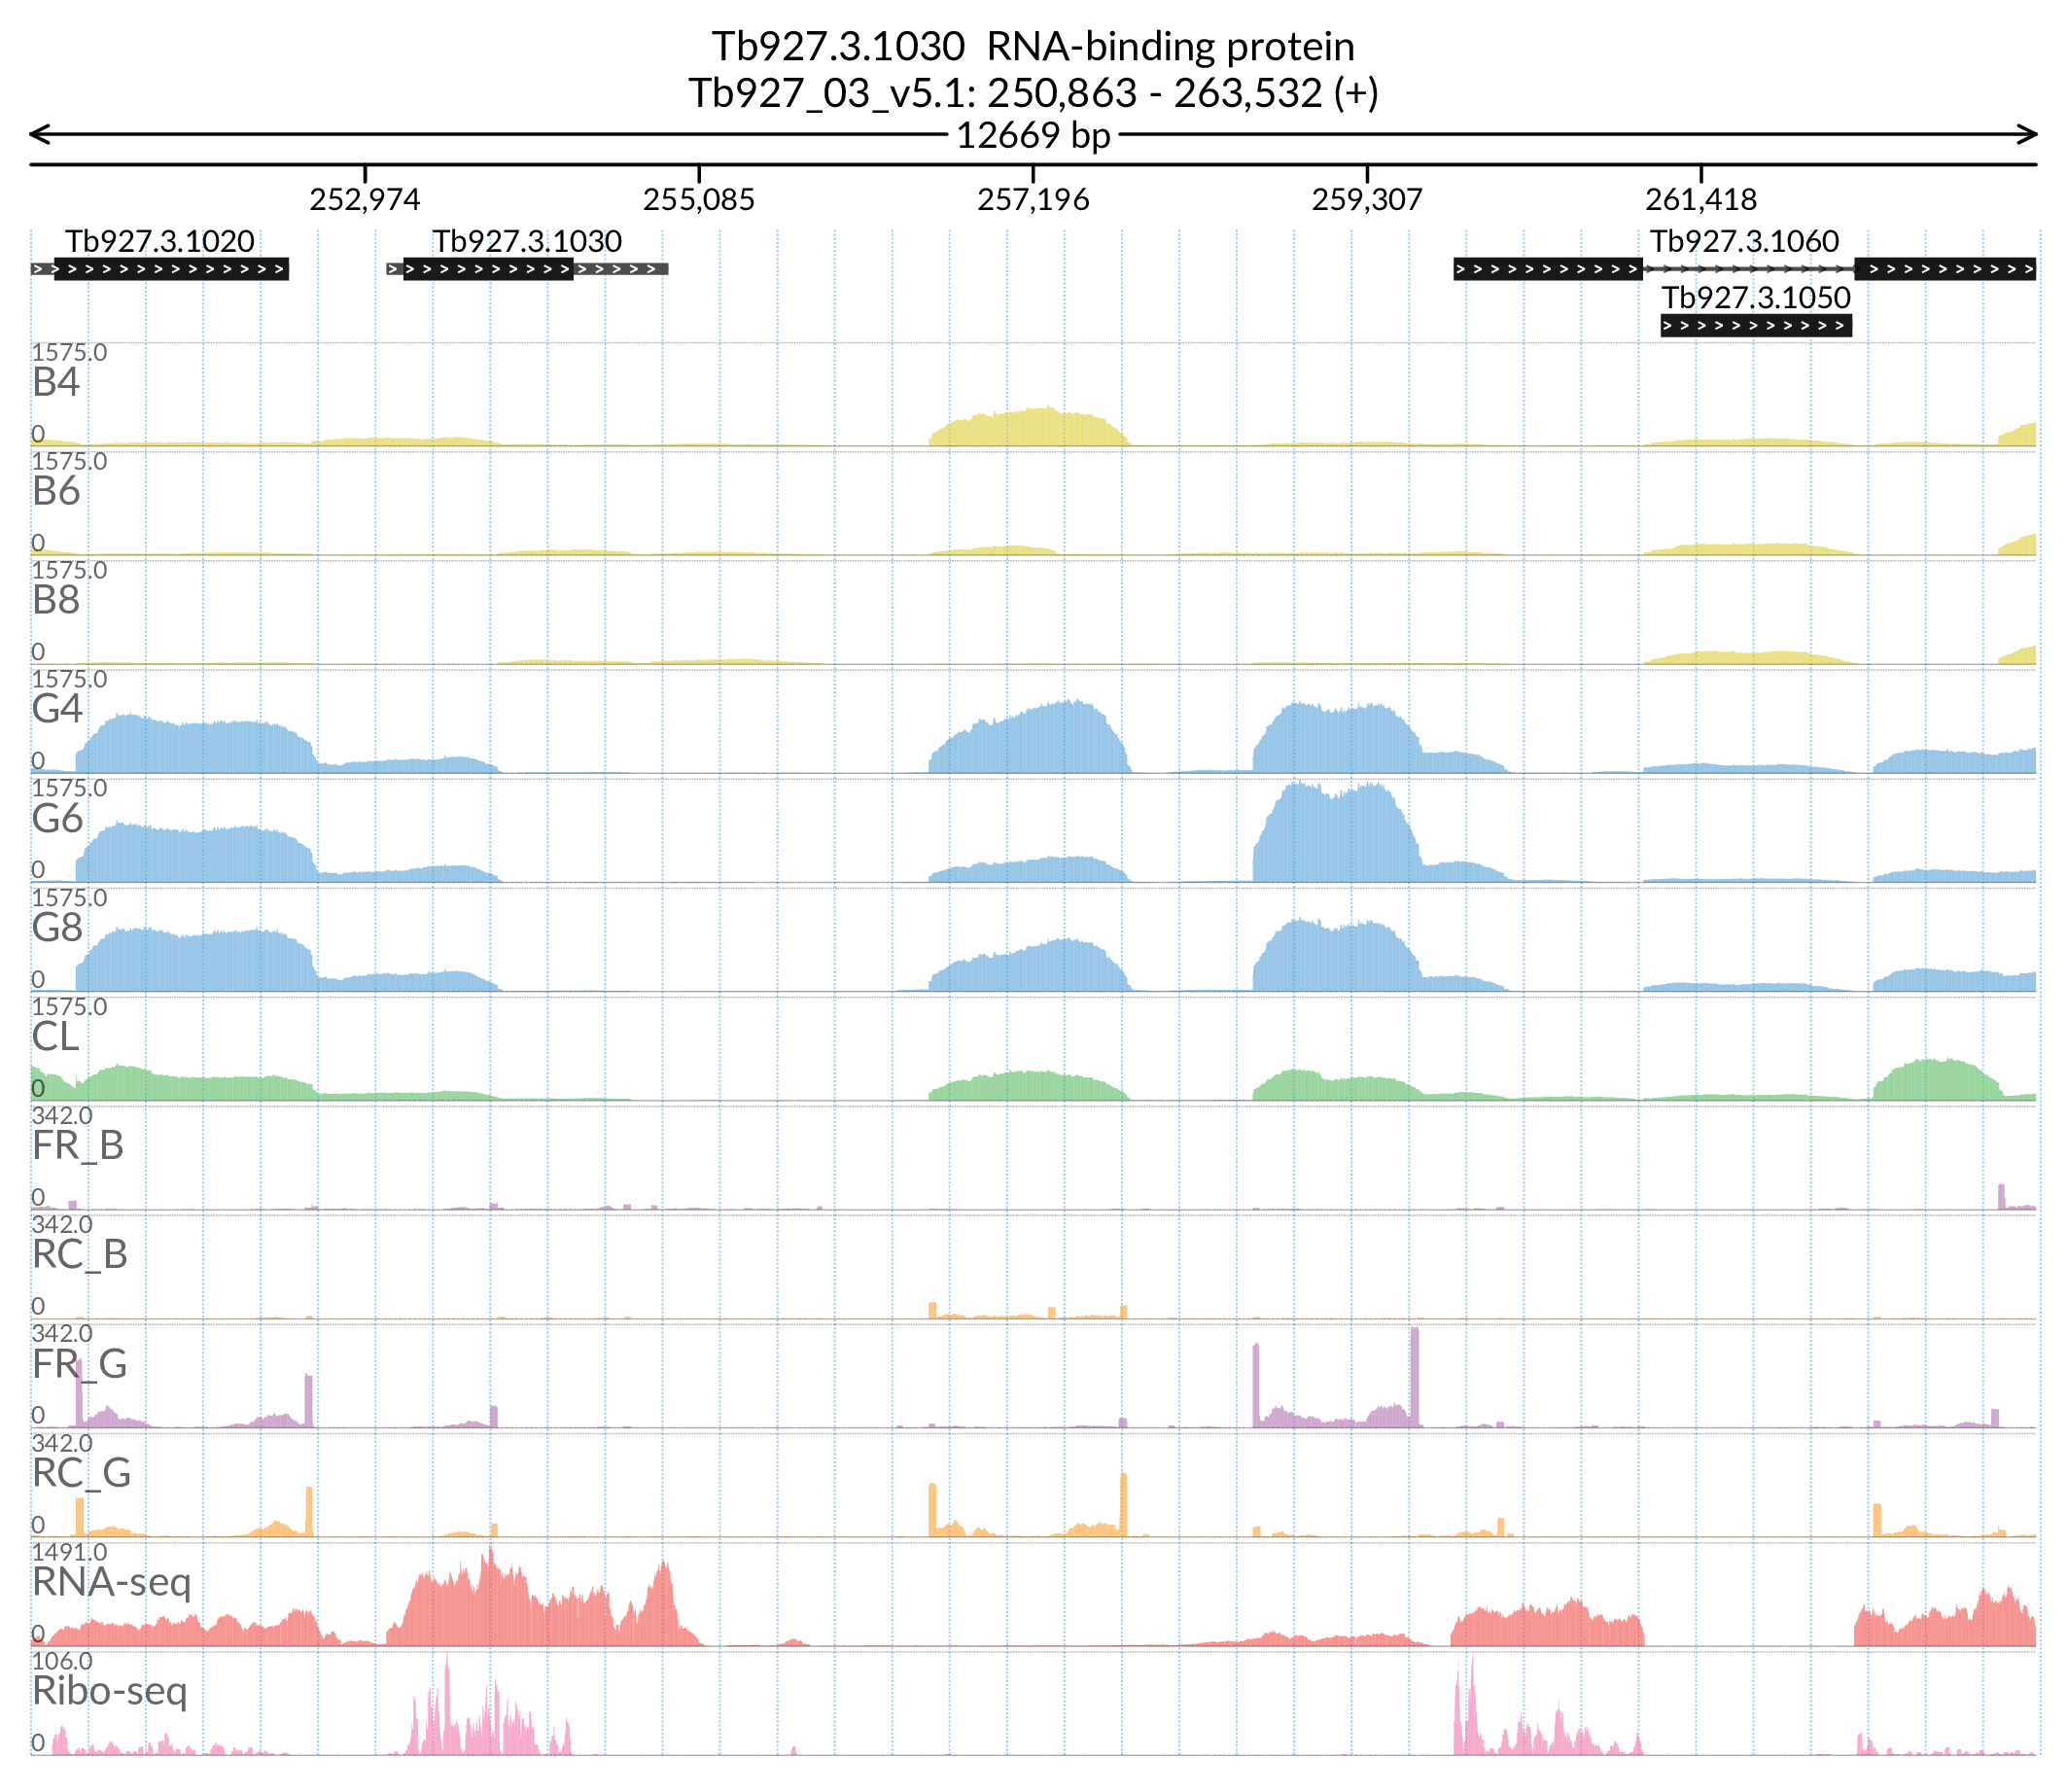 Tb927.3.1030  RNA-binding protein
Tb927_03_v5.1: 250,863 - 263,532 (+)
12669 bp
252,974 255,085 257,196 259,307 261,418
Tb927.3.1020 Tb927.3.1030 Tb927.3.1060
Tb927.3.1050
1575.0
B4
0
1575.0
B6
0
1575.0
B8
0
1575.0
G4
0
1575.0
G6
0
1575.0
G8
0
1575.0
CL
0
342.0
FR_B
0
342.0
RC_B
0
342.0
FR_G
0
342.0
RC_G
0
1491.0
RNA-seq
0
106.0
Ribo-seq
0